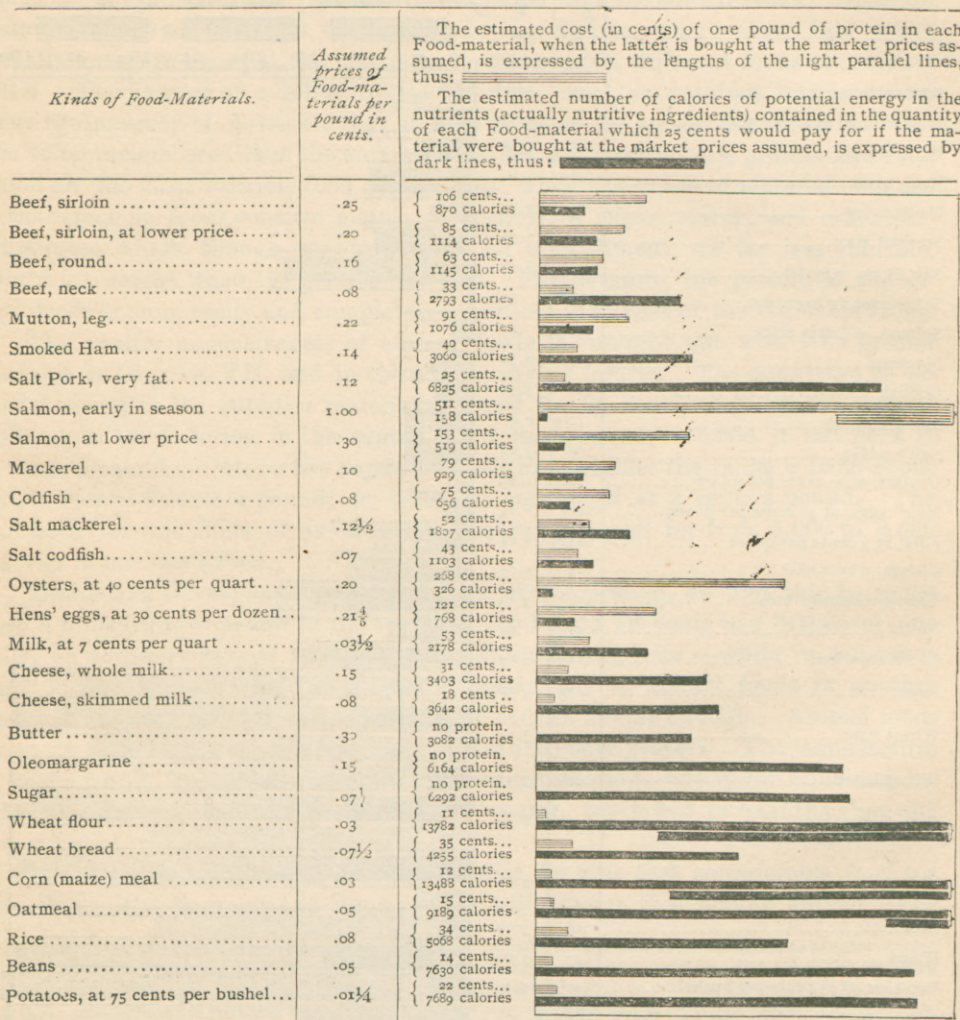 Kinds of Food-Materials.
Assumed
prices of
Food-ma-
terials per
pound in
cents.
The estimated cost (in cents) of one pound of protein in each
Food-material, when the latter is bought at the market prices as-
sumed, is expressed by the lengths of the light parallel lines,
thus:
The estimated number of calories of potential energy in the
nutrients (actually nutritive ingredients) contained in the quantity
of each Food-material which 25 cents would pay for if the ma-
terial were bought at the market prices assumed, is expressed by
dark lines, thus:
Beef, sirloin ........................ .25 { 106 cents...
870 calories
Beef, sirloin, at lower price........ .20 { 85 cents...
1114 calories
Beef, round........................ .16 { 63 cents...
1145 calories
Beef, neck ........................ .08 { 33 cents...
2793 calories
Mutton, leg........................ .22 { 91 cents...
1076 calories
Smoked Ham........................ .14 { 40 cents...
3060 calories
Salt Pork, very fat................ .12 { 25 cents...
6825 calories
Salmon, early in season ........... 1.00 { 511 cents...
158 calories
Salmon, at lower price ............ .30 { 153 cents...
519 calories
Mackerel .......................... .10 { 79 cents...
929 calories
Codfish ........................... .08 { 75 cents...
656 calories
Salt mackerel...................... .12½ { 52 cents...
1807 calories
Salt codfish....................... .07 { 43 cents...
1103 calories
Oysters, at 40 cents per quart..... .20 { 268 cents...
326 calories
Hens' eggs, at 30 cents per dozen.. .21 { 121 cents...
768 calories
Milk, at 7 cents per quart ........ .03½ { 53 cents...
2178 calories
Cheese, whole milk................. .15 { 31 cents...
3403 calories
Cheese, skimmed milk............... .08 { 18 cents ..
3642 calories
Butter ............................ .30 { no protein.
3082 calories
Oleomargarine ..................... .15 { no protein.
6164 calories
Sugar.............................. .07 { no protein.
6292 calories
Wheat flour........................ .03 { 11 cents...
13782 calories
Wheat bread ....................... .07½ { 35 cents...
4255 calories
Corn (maize) meal ................. .03 { 12 cents...
13488 calories
Oatmeal ........................... .05 { 15 cents...
9189 calories
Rice .............................. .08 { 34 cents...
5068 calories
Beans ............................. .05 { 14 cents...
7630 calories
Potatoes, at 75 cents per bushel... .01¼ { 22 cents...
7689 calories